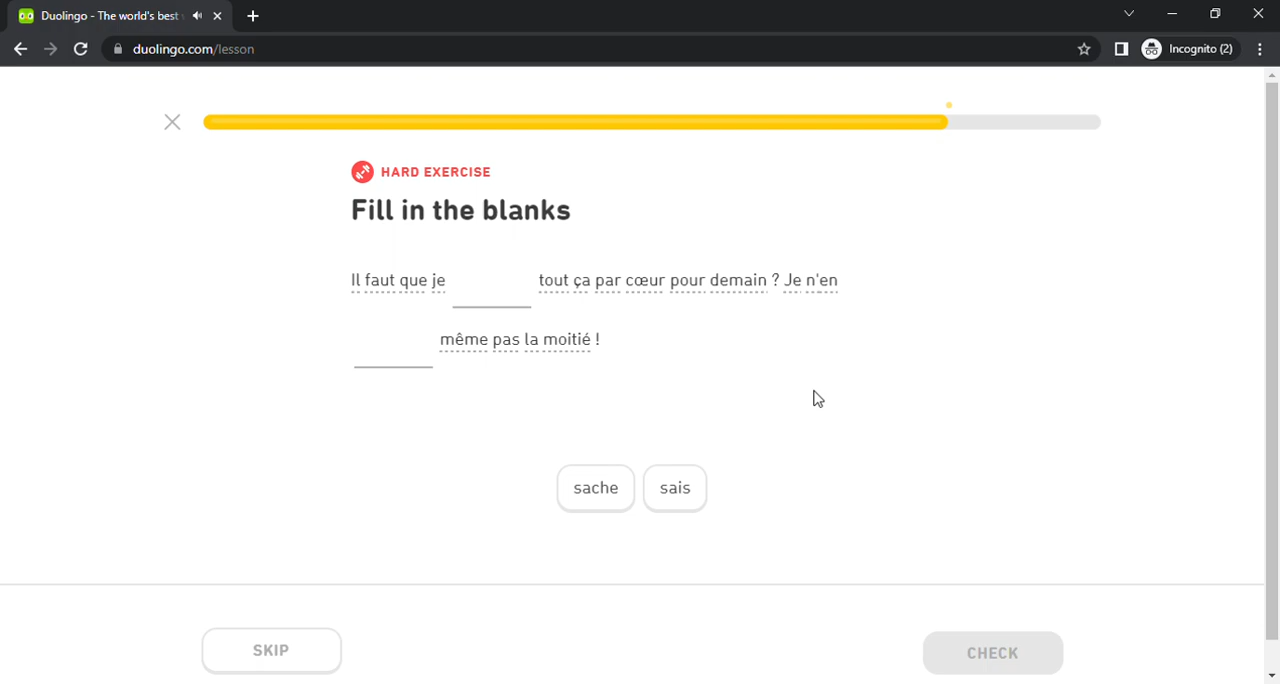 Duolingo - The world's best
duolingo.com/lesson
Incognito (2)
HARD EXERCISE
Fill in the blanks
Il faut que je tout ça par cœur pour demain ? Je n'en
même pas la moitié !
sache sais
SKIP CHECK